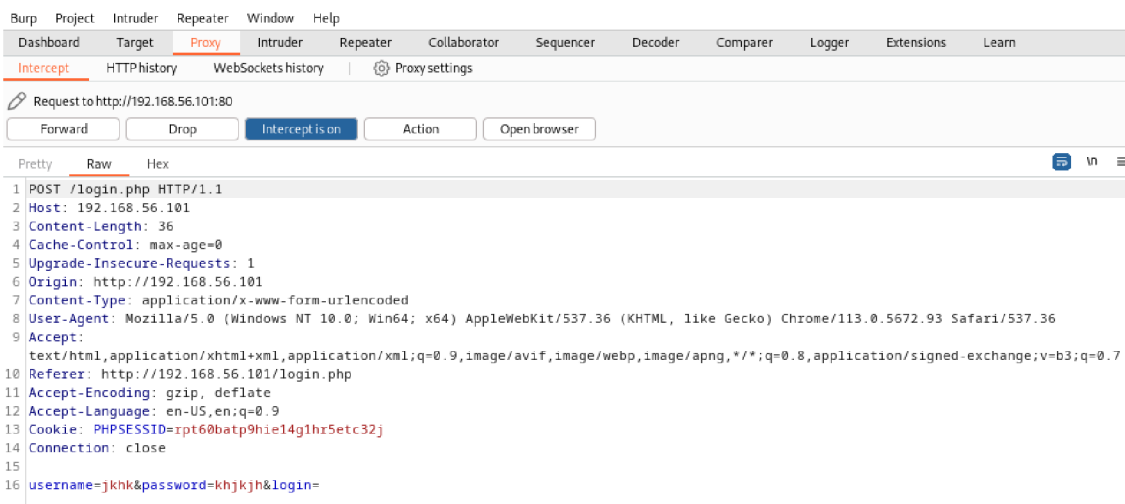 Burp Project Intruder Repeater Window Help
Dashboard Target Proxy Intruder Repeater Collaborator Sequencer Decoder Comparer Logger Extensions Learn
Intercept HTTP history WebSockets history Proxy settings
Request to http://192.168.56.101:80
Forward Drop Intercept is on Action Open browser
Pretty Raw Hex \n
1 POST /login.php HTTP/1.1
2 Host: 192.168.56.101
3 Content-Length: 36
4 Cache-Control: max-age=0
5 Upgrade-Insecure-Requests: 1
6 Origin: http://192.168.56.101
7 Content-Type: application/x-www-form-urlencoded
8 User-Agent: Mozilla/5.0 (Windows NT 10.0; Win64; x64) AppleWebKit/537.36 (KHTML, like Gecko) Chrome/113.0.5672.93 Safari/537.36
9 Accept:
text/html,application/xhtml+xml,application/xml;q=0.9,image/avif,image/webp,image/apng,*/*;q=0.8,application/signed-exchange;v=b3;q=0.7
10 Referer: http://192.168.56.101/login.php
11 Accept-Encoding: gzip, deflate
12 Accept-Language: en-US,en;q=0.9
13 Cookie: PHPSESSID=rpt60batp9hie14g1hr5etc32j
14 Connection: close
15
16 username=jkhk&password=khjkjh&login=